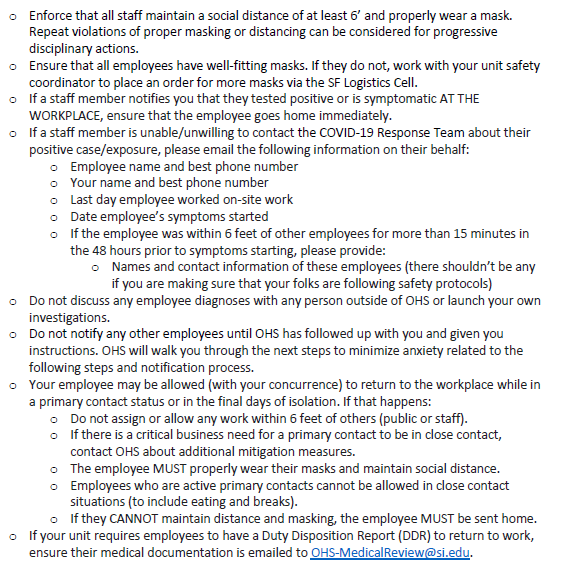 o Enforce that all staff maintain a social distance of at least 6’ and properly wear a mask.
Repeat violations of proper masking or distancing can be considered for progressive
disciplinary actions.
o Ensure that all employees have well-fitting masks. If they do not, work with your unit safety
coordinator to place an order for more masks via the SF Logistics Cell.
o If a staff member notifies you that they tested positive or is symptomatic AT THE
WORKPLACE, ensure that the employee goes home immediately.
o If a staff member is unable/unwilling to contact the COVID-19 Response Team about their
positive case/exposure, please email the following information on their behalf:
o Employee name and best phone number
o Your name and best phone number
o Last day employee worked on-site work
o Date employee’s symptoms started
o If the employee was within 6 feet of other employees for more than 15 minutes in
the 48 hours prior to symptoms starting, please provide:
o Names and contact information of these employees (there shouldn’t be any
if you are making sure that your folks are following safety protocols)
o Do not discuss any employee diagnoses with any person outside of OHS or launch your own
investigations.
o Do not notify any other employees until OHS has followed up with you and given you
instructions. OHS will walk you through the next steps to minimize anxiety related to the
following steps and notification process.
o Your employee may be allowed (with your concurrence) to return to the workplace while in
a primary contact status or in the final days of isolation. If that happens:
o Do not assign or allow any work within 6 feet of others (public or staff).
o If there is a critical business need for a primary contact to be in close contact,
contact OHS about additional mitigation measures.
o The employee MUST properly wear their masks and maintain social distance.
o Employees who are active primary contacts cannot be allowed in close contact
situations (to include eating and breaks).
o If they CANNOT maintain distance and masking, the employee MUST be sent home.
o If your unit requires employees to have a Duty Disposition Report (DDR) to return to work,
ensure their medical documentation is emailed to OHS-MedicalReview@si.edu.